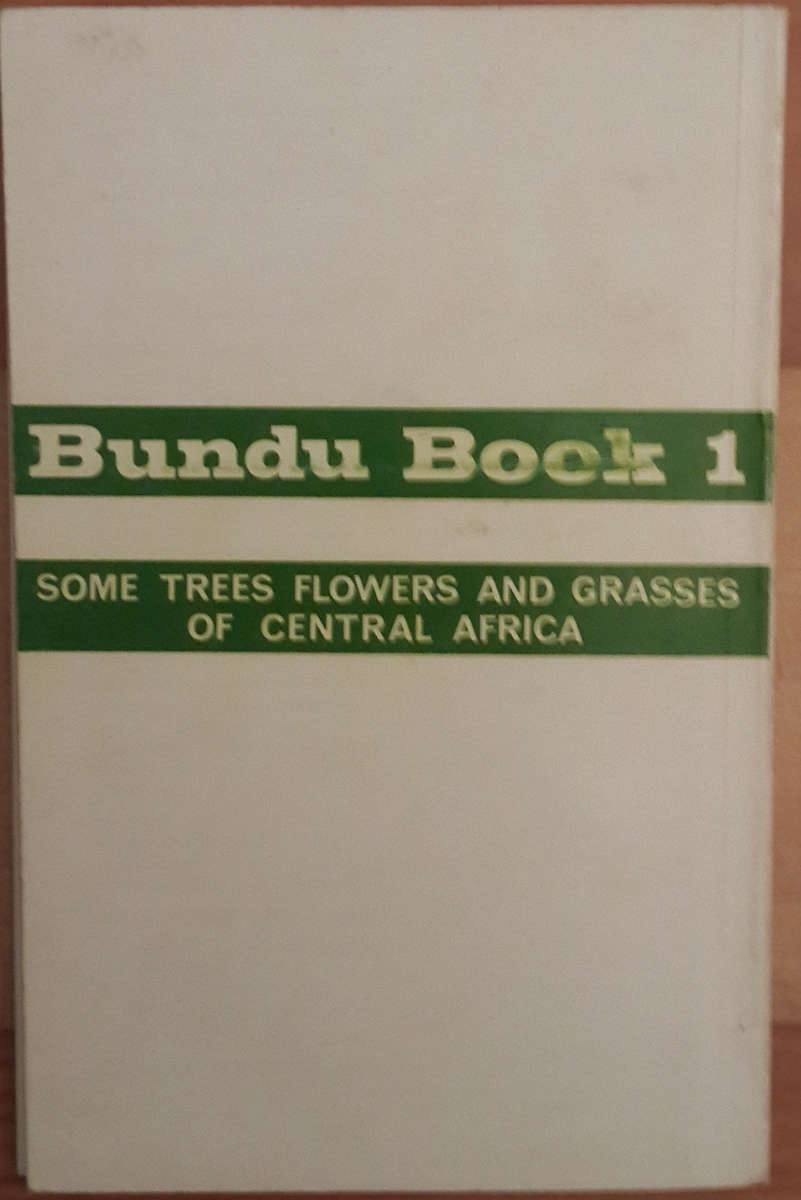 Bundu Book 1
SOME TREES FLOWERS AND GRASSES
OF CENTRAL AFRICA